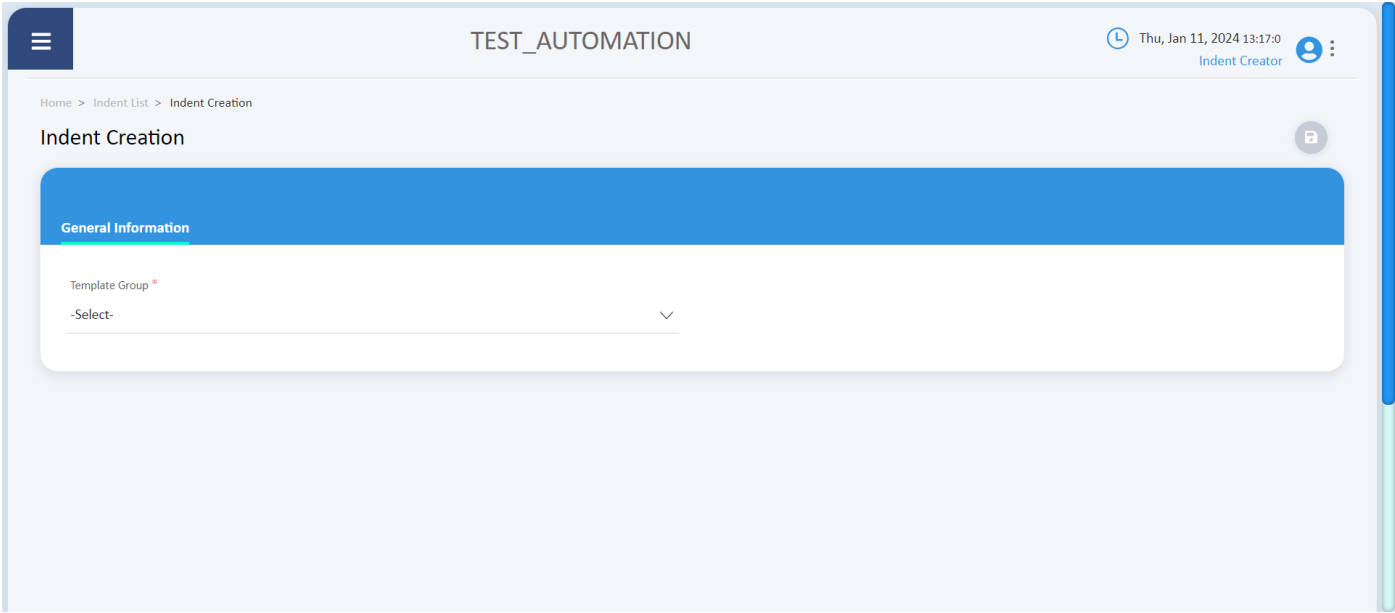 TEST_AUTOMATION
Thu, Jan 11, 2024 13:17:0
Indent Creator
Home > Indent List > Indent Creation
Indent Creation
General Information
Template Group *
-Select-